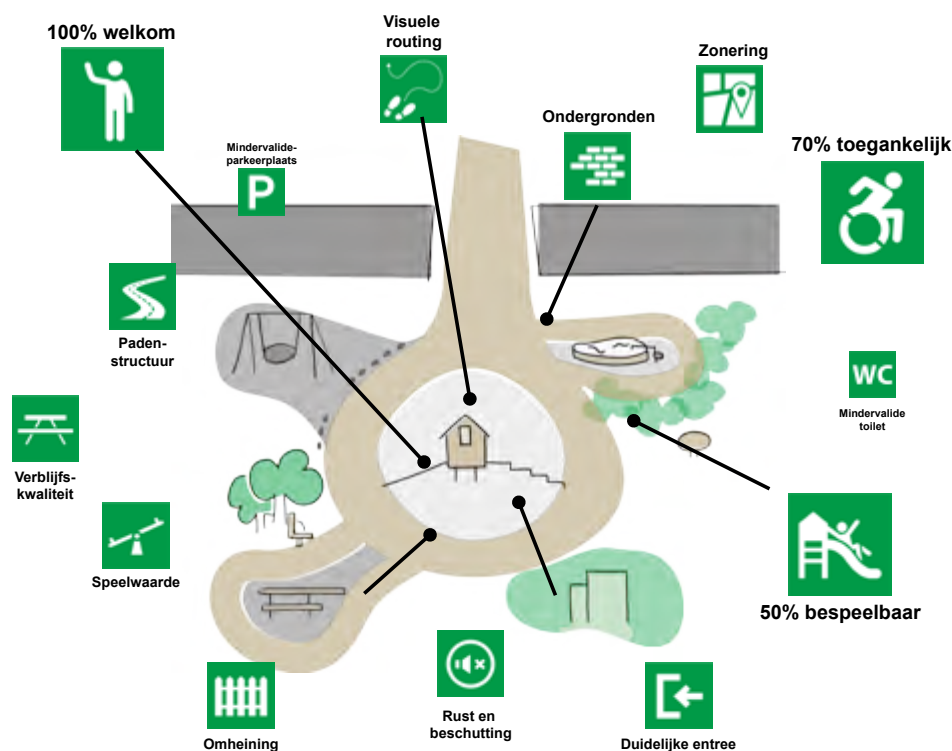 100% welkom
Visuele
routing
Zonering
Ondergronden
70% toegankelijk
Mindervalide-
parkeerplaats
P
Paden-
structuur
WC
Mindervalide
toilet
Verblijfs-
kwaliteit
Speelwaarde
50% bespeelbaar
Omheining
Rust en
beschutting
Duidelijke entree